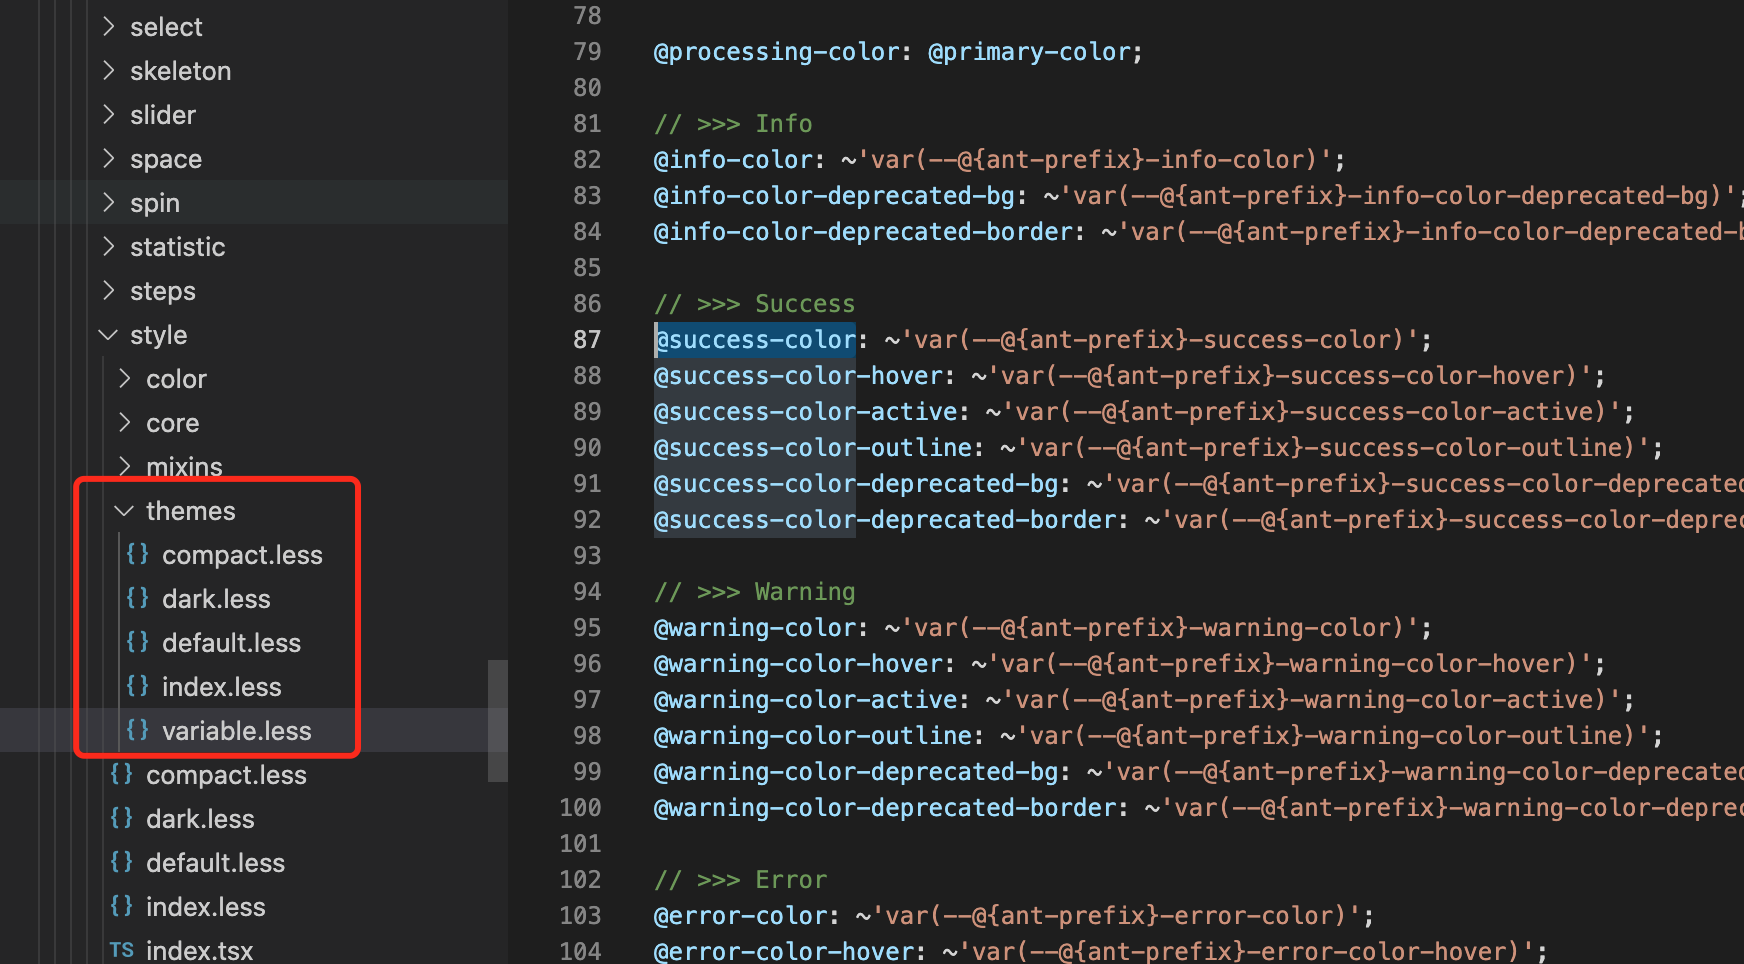 select
skeleton
slider
space
spin
statistic
steps
style
color
core
mixins
themes
{} compact.less
{} dark.less
{} default.less
{} index.less
{} variable.less
{} compact.less
{} dark.less
{} default.less
{} index.less
TS index.tsx
78
79 @processing-color: @primary-color;
80
81 // >>> Info
82 @info-color: ~'var(--@{ant-prefix}-info-color)';
83 @info-color-deprecated-bg: ~'var(--@{ant-prefix}-info-color-deprecated-bg)';
84 @info-color-deprecated-border: ~'var(--@{ant-prefix}-info-color-deprecated-b
85
86 // >>> Success
87 @success-color: ~'var(--@{ant-prefix}-success-color)';
88 @success-color-hover: ~'var(--@{ant-prefix}-success-color-hover)';
89 @success-color-active: ~'var(--@{ant-prefix}-success-color-active)';
90 @success-color-outline: ~'var(--@{ant-prefix}-success-color-outline)';
91 @success-color-deprecated-bg: ~'var(--@{ant-prefix}-success-color-deprecated
92 @success-color-deprecated-border: ~'var(--@{ant-prefix}-success-color-deprec
93
94 // >>> Warning
95 @warning-color: ~'var(--@{ant-prefix}-warning-color)';
96 @warning-color-hover: ~'var(--@{ant-prefix}-warning-color-hover)';
97 @warning-color-active: ~'var(--@{ant-prefix}-warning-color-active)';
98 @warning-color-outline: ~'var(--@{ant-prefix}-warning-color-outline)';
99 @warning-color-deprecated-bg: ~'var(--@{ant-prefix}-warning-color-deprecated
100 @warning-color-deprecated-border: ~'var(--@{ant-prefix}-warning-color-deprec
101
102 // >>> Error
103 @error-color: ~'var(--@{ant-prefix}-error-color)';
104 @error-color-hover: ~'var(--@{ant-prefix}-error-color-hover)';